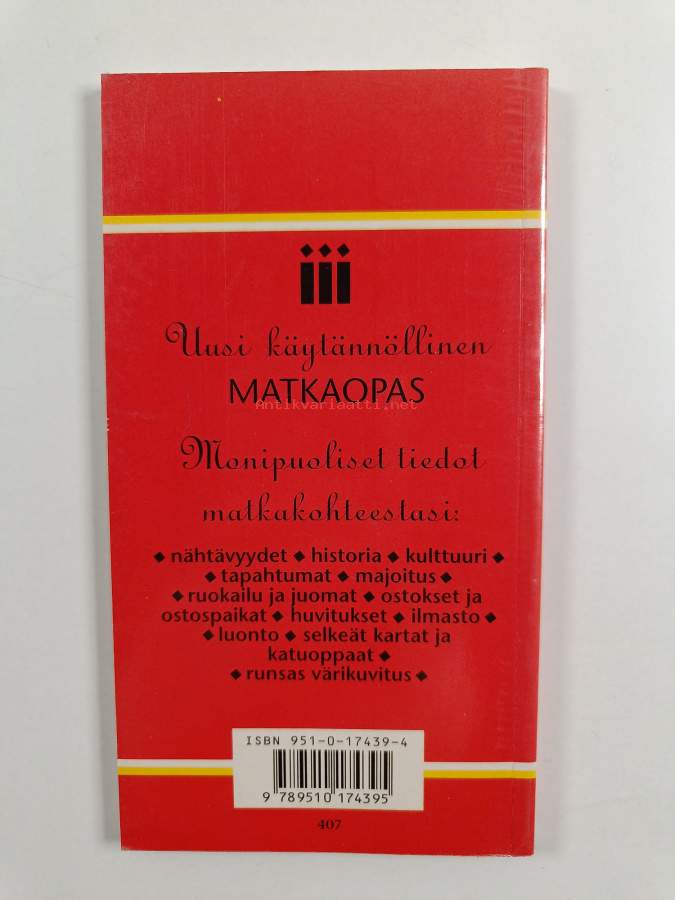 iii
Uusi käytännöllinen
MATKAOPAS
Antikvariaatti.net
Monipuoliset tiedot
matkakohteestasi:
◆ nähtävyydet ◆ historia ◆ kulttuuri ◆
◆ tapahtumat ◆ majoitus ◆
◆ ruokailu ja juomat ◆ ostokset ja
ostospaikat ◆ huvitukset ◆ ilmasto ◆
◆ luonto ◆ selkeät kartat ja
katuoppaat ◆
◆ runsas värikuvitus ◆
ISBN 951-0-17439-4
9 789510 174395
407